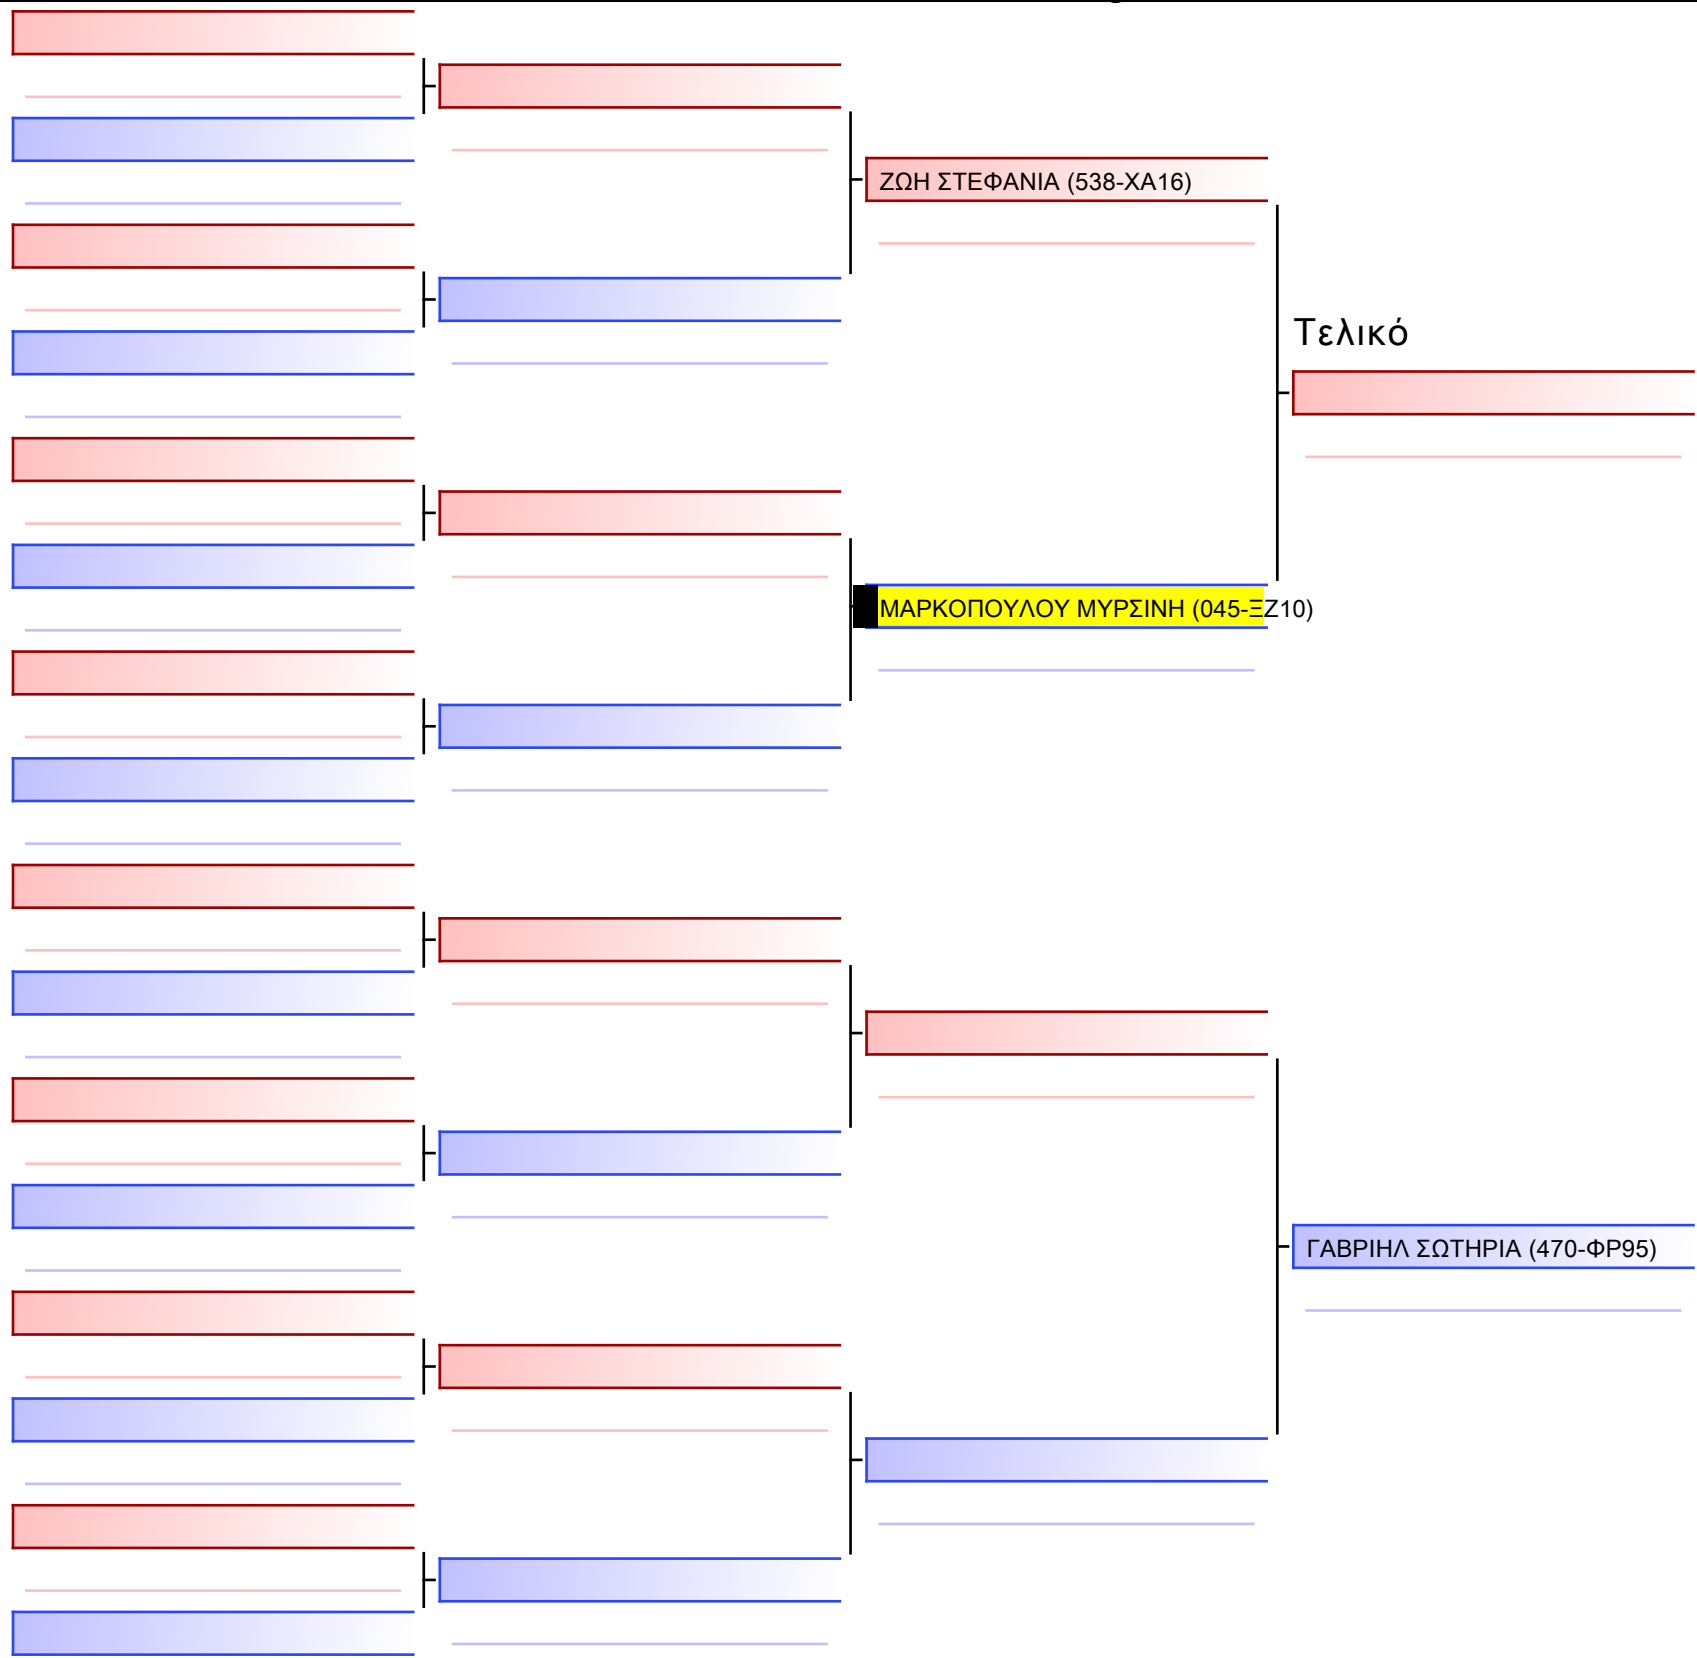 ΖΩΗ ΣΤΕΦΑΝΙΑ (538-ΧΑ16)
Τελικό
ΜΑΡΚΟΠΟΥΛΟΥ ΜΥΡΣΙΝΗ (045-ΞΖ10)
ΓΑΒΡΙΗΛ ΣΩΤΗΡΙΑ (470-ΦΡ95)